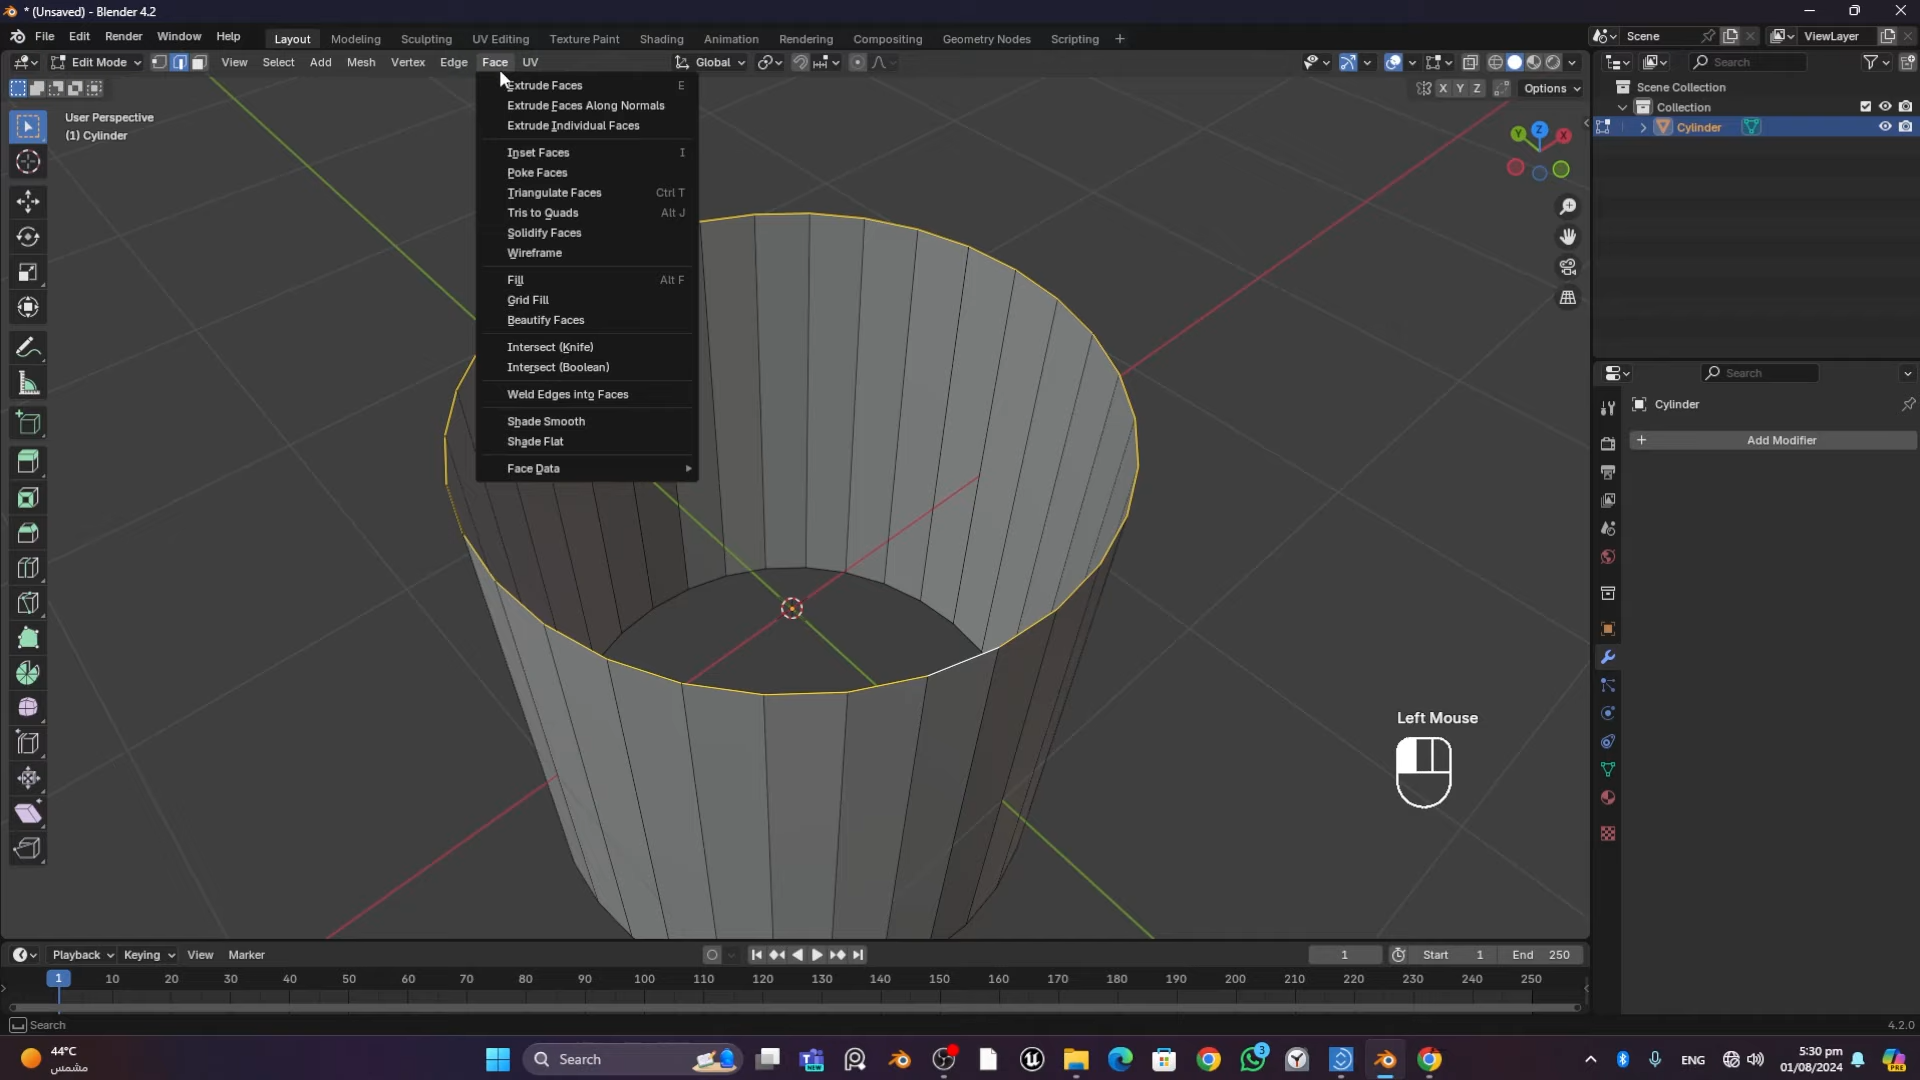 * (Unsaved) - Blender 4.2
File Edit Render Window Help Layout Modeling Sculpting UV Editing Texture Paint Shading Animation Rendering Compositing Geometry Nodes Scripting + Scene ViewLayer
Edit Mode View Select Add Mesh Vertex Edge Face UV Global Search
X Y Z Options
User Perspective
(1) Cylinder
Extrude Faces E
Extrude Faces Along Normals
Extrude Individual Faces
Inset Faces I
Poke Faces
Triangulate Faces Ctrl T
Tris to Quads Alt J
Solidify Faces
Wireframe
Fill Alt F
Grid Fill
Beautify Faces
Intersect (Knife)
Intersect (Boolean)
Weld Edges into Faces
Shade Smooth
Shade Flat
Face Data
Y Z X
Scene Collection
Collection
Cylinder
Search
Cylinder
+ Add Modifier
Left Mouse
Playback Keying View Marker 1 Start 1 End 250
1 10 20 30 40 50 60 70 80 90 100 110 120 130 140 150 160 170 180 190 200 210 220 230 240 250
Search 4.2.0
44°C
مشمس
Search
NEW
3
ENG
5:30 pm
01/08/2024
PRE